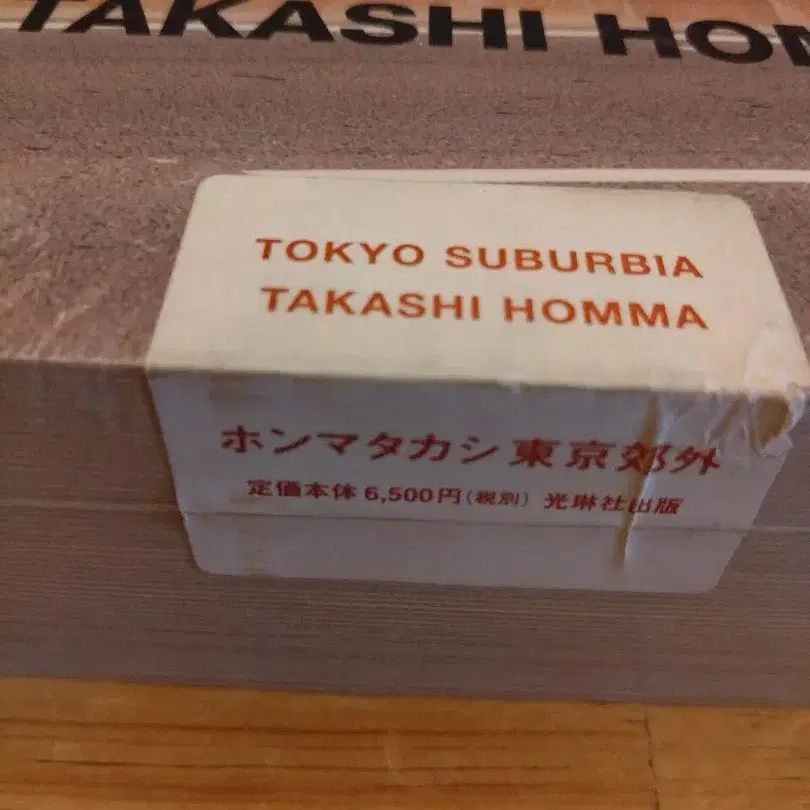 TAKASHI HOM
TOKYO SUBURBIA
TAKASHI HOMMA
ホンマタカシ 東京郊外
定価本体 6,500円(税別) 光琳社出版